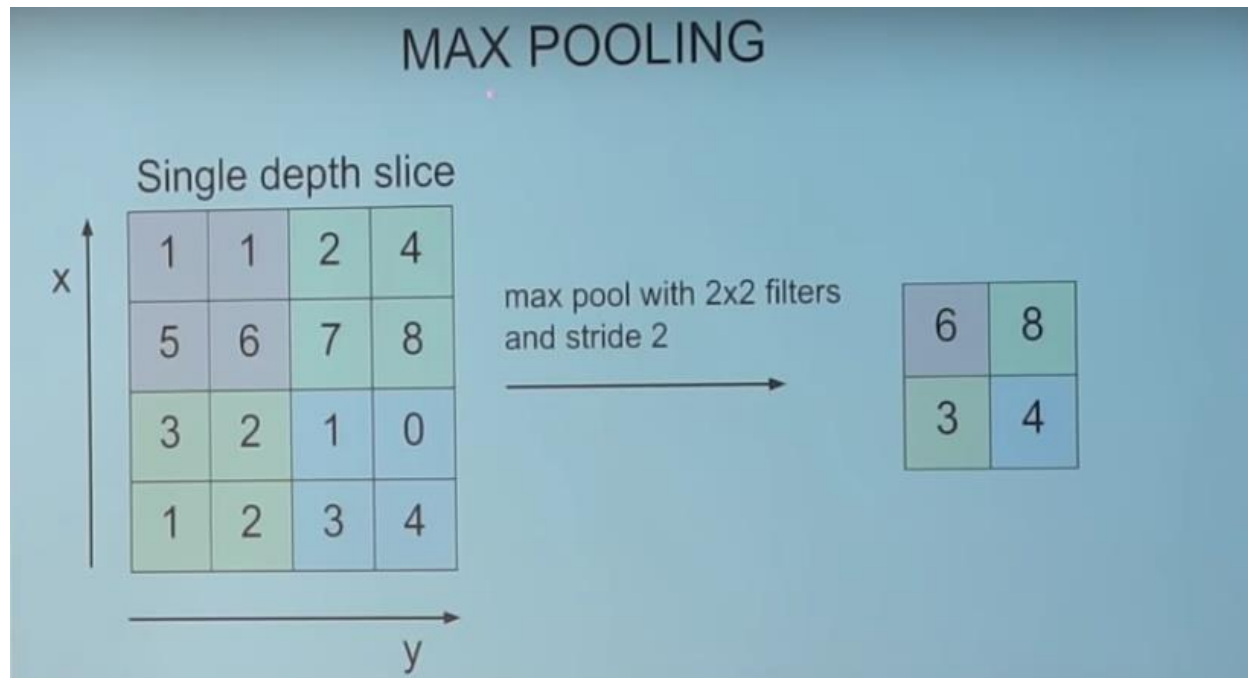 MAX POOLING
Single depth slice
x
1 1 2 4
5 6 7 8
3 2 1 0
1 2 3 4
y
max pool with 2x2 filters
and stride 2
6 8
3 4